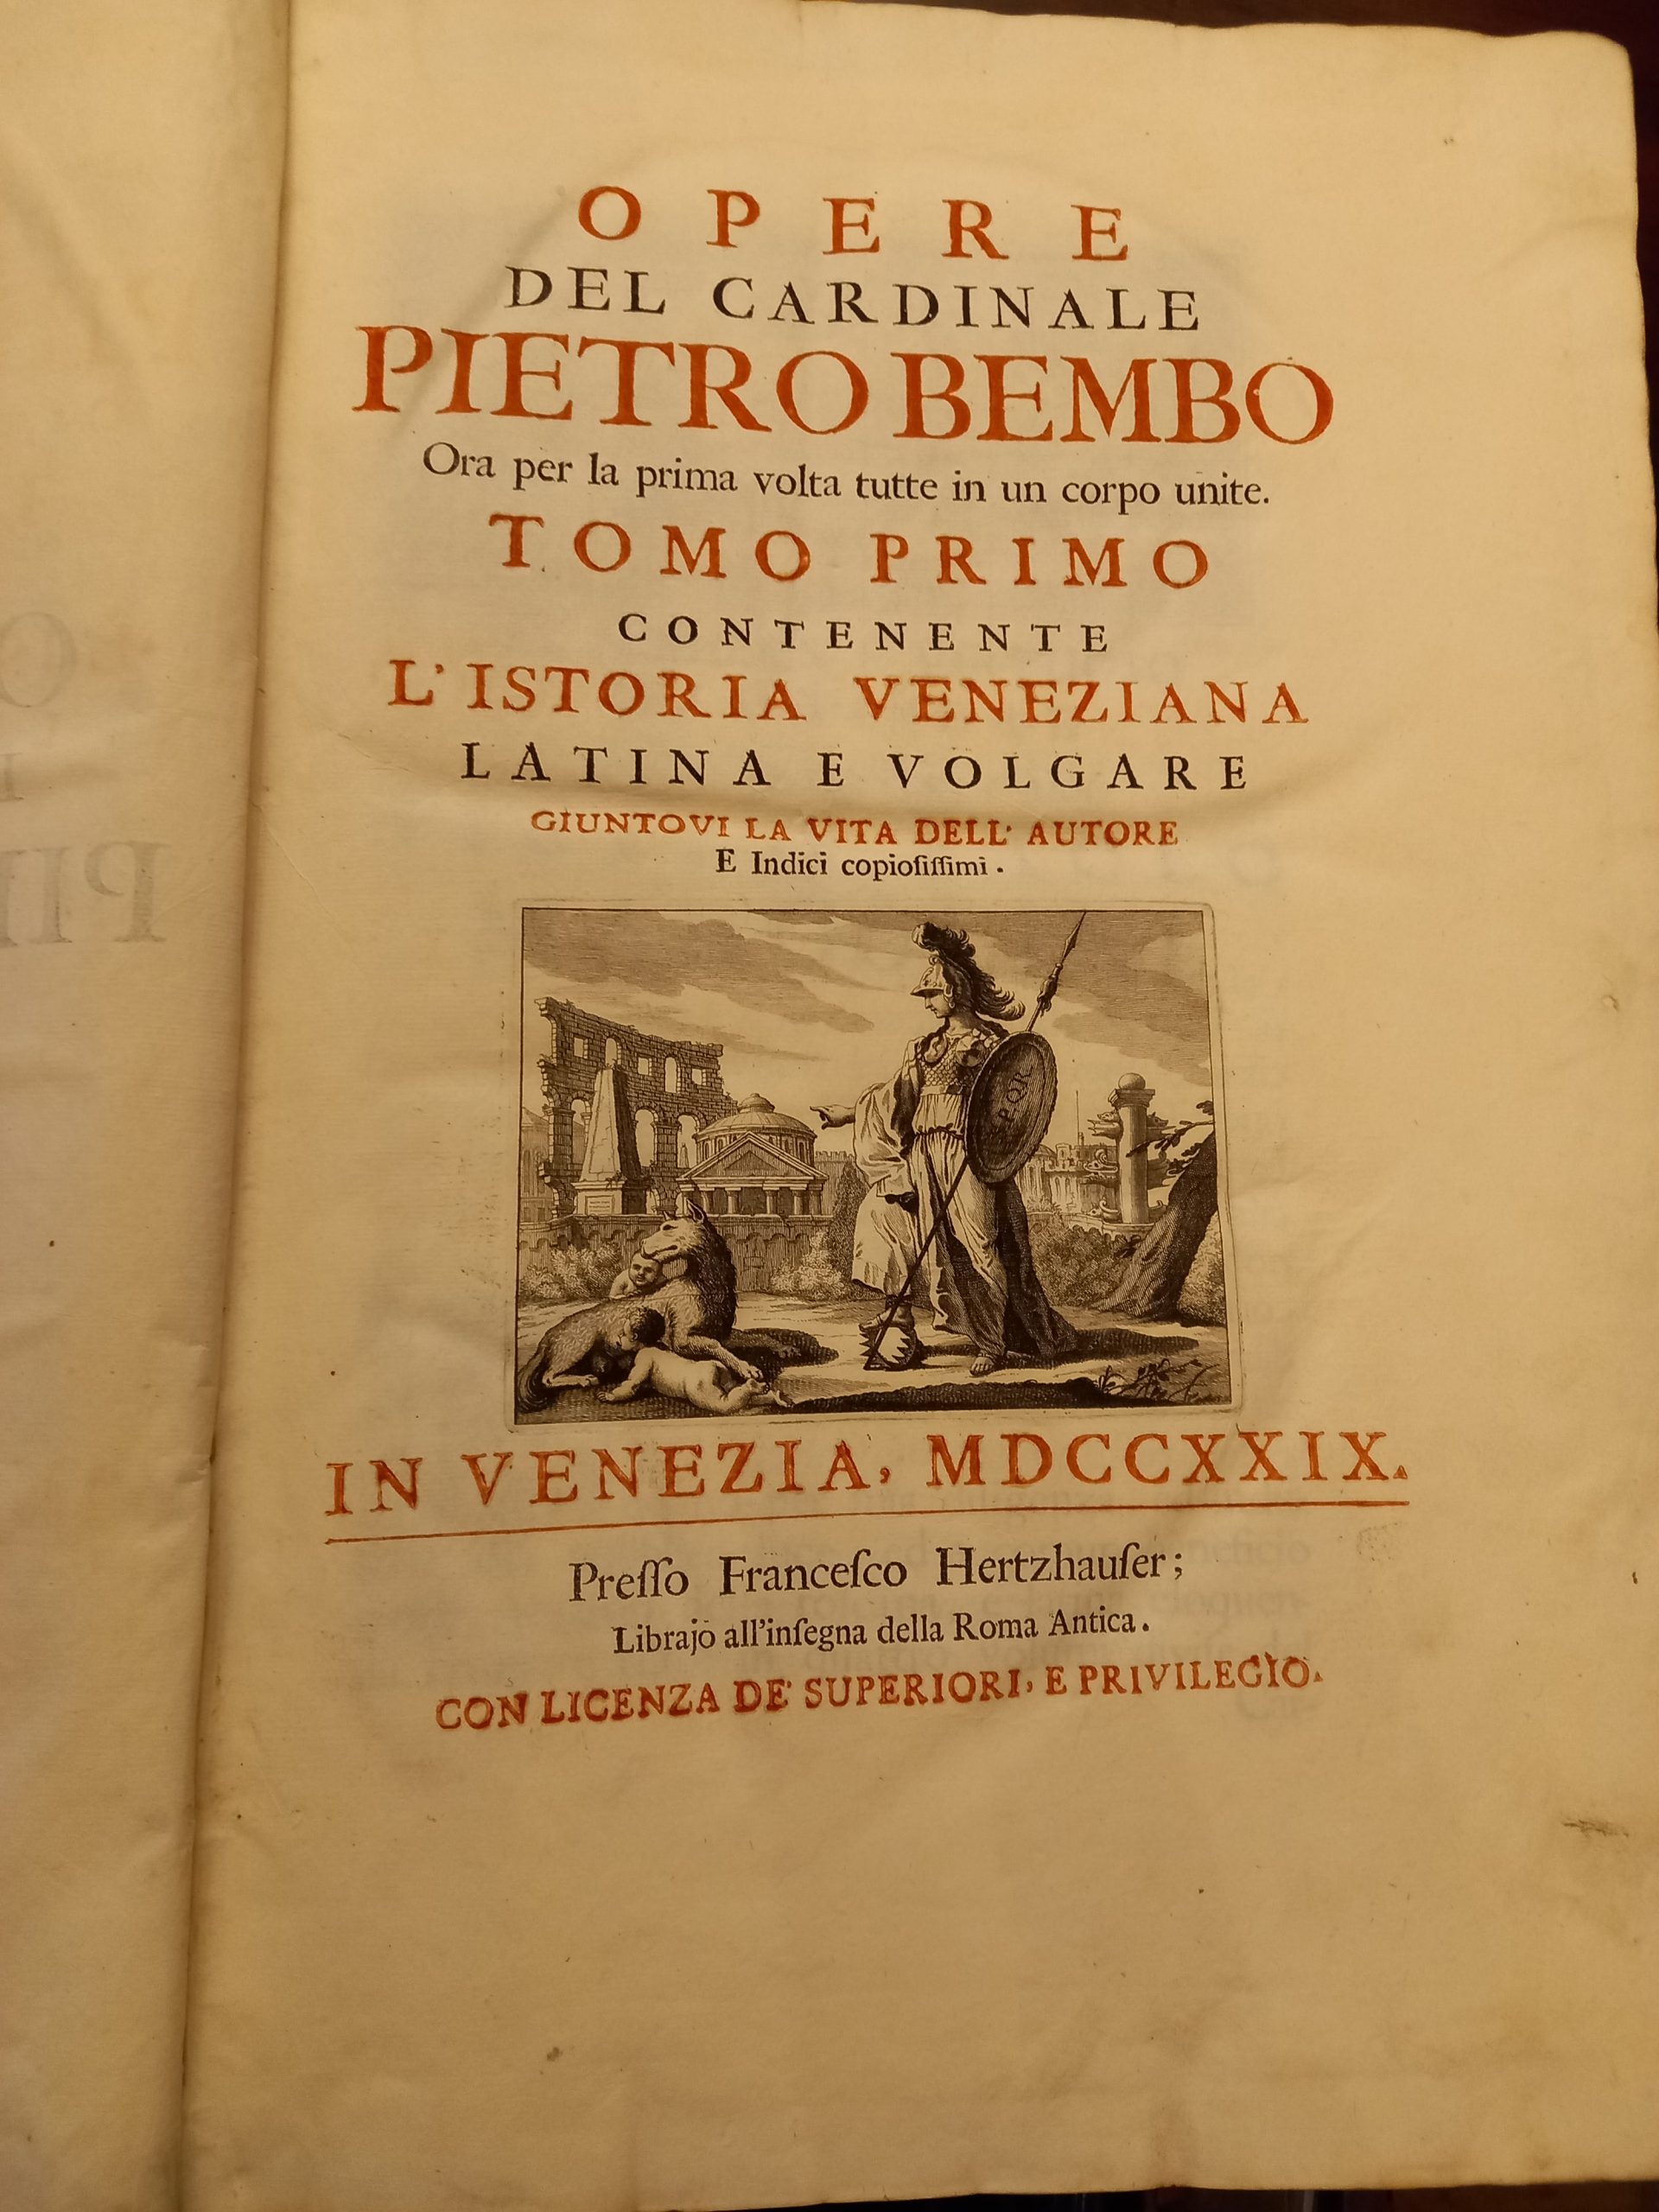 OPERE
DEL CARDINALE
PIETRO BEMBO
Ora per la prima volta tutte in un corpo unite.
TOMO PRIMO
CONTENENTE
L'ISTORIA VENEZIANA
LATINA E VOLGARE
GIUNTOVI LA VITA DELL' AUTORE
E Indici copioſiſſimi.
PQR
IN VENEZIA, MDCCXXIX.
Preſſo Franceſco Hertzhauſer;
Librajo all'inſegna della Roma Antica.
CON LICENZA DE' SUPERIORI, E PRIVILEGIO.